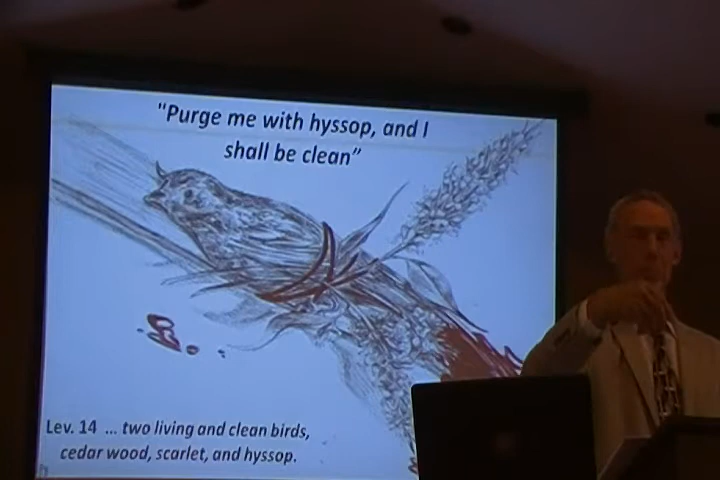 "Purge me with hyssop, and I
shall be clean”
Lev. 14 ... two living and clean birds,
cedar wood, scarlet, and hyssop.